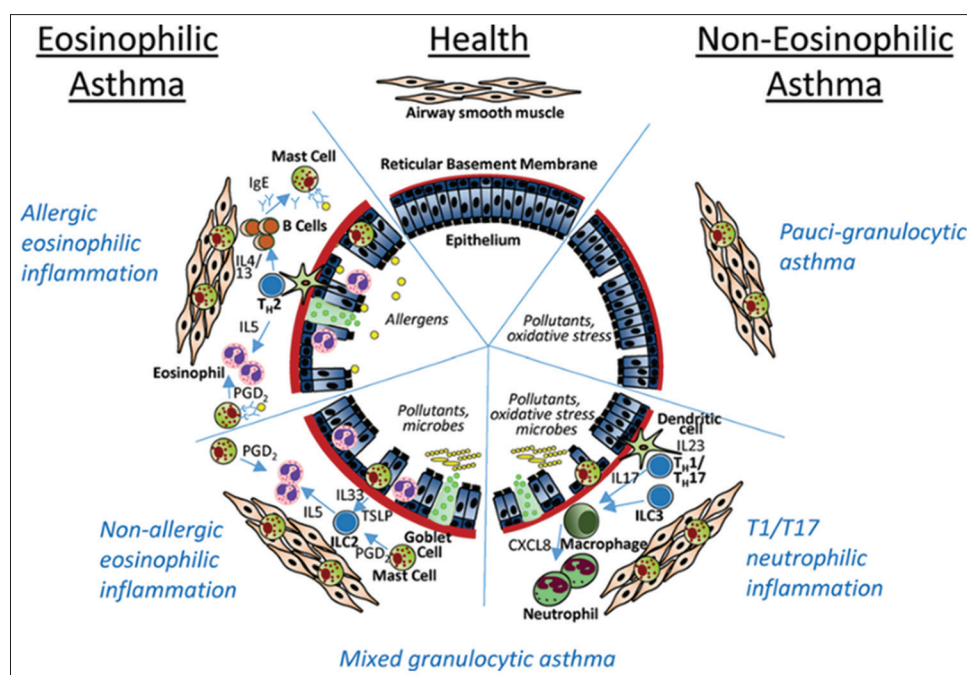 Eosinophilic
Asthma
Health
Non-Eosinophilic
Asthma
Airway smooth muscle
Reticular Basement Membrane
Epithelium
Mast Cell
IgE
B Cells
IL4/
13
TH2
IL5
Eosinophil
PGD2
Allergic
eosinophilic
inflammation
Allergens
Pollutants,
oxidative stress
Pauci-granulocytic
asthma
Pollutants,
microbes
PGD2
IL5
IL33
TSLP
ILC2
PGD2
Goblet
Cell
Mast Cell
Non-allergic
eosinophilic
inflammation
Pollutants,
oxidative stress
microbes
Dendritic
cell
IL23
TH1/
TH17
IL17
ILC3
Macrophage
CXCL8
Neutrophil
T1/T17
neutrophilic
inflammation
Mixed granulocytic asthma